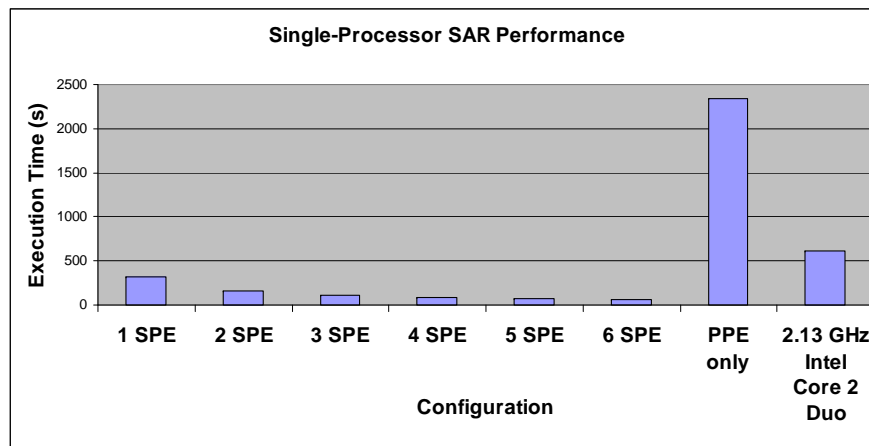 Single-Processor SAR Performance
Execution Time (s)
2500
2000
1500
1000
500
0
1 SPE
2 SPE
3 SPE
4 SPE
5 SPE
6 SPE
PPE
only
2.13 GHz
Intel
Core 2
Duo
Configuration